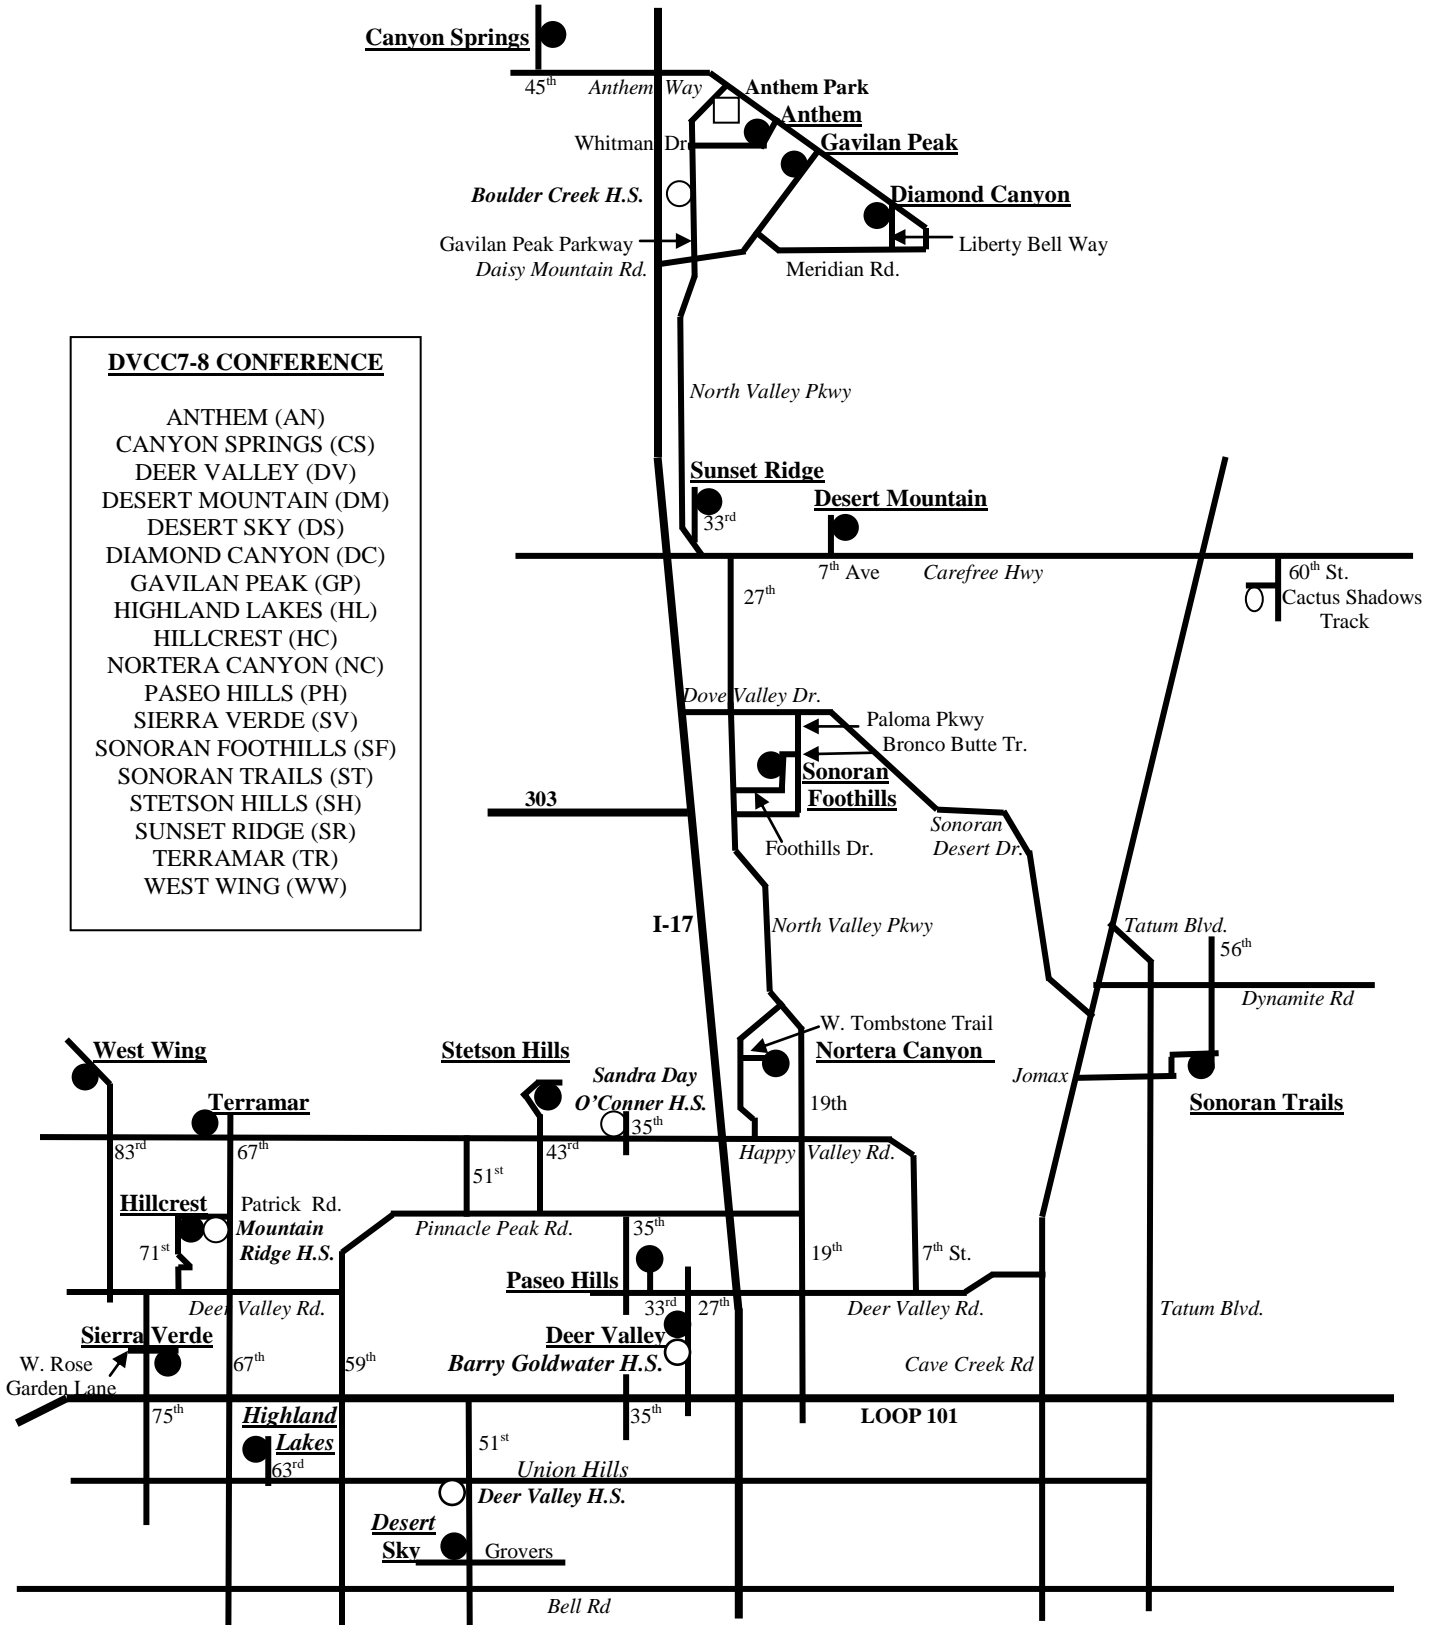 Canyon Springs
45th
Anthem Way
Anthem Park
Anthem
Whitman Dr
Gavilan Peak
Boulder Creek H.S.
Diamond Canyon
Gavilan Peak Parkway
Liberty Bell Way
Daisy Mountain Rd.
Meridian Rd.
DVCC7-8 CONFERENCE
ANTHEM (AN)
CANYON SPRINGS (CS)
DEER VALLEY (DV)
DESERT MOUNTAIN (DM)
DESERT SKY (DS)
DIAMOND CANYON (DC)
GAVILAN PEAK (GP)
HIGHLAND LAKES (HL)
HILLCREST (HC)
NORTERA CANYON (NC)
PASEO HILLS (PH)
SIERRA VERDE (SV)
SONORAN FOOTHILLS (SF)
SONORAN TRAILS (ST)
STETSON HILLS (SH)
SUNSET RIDGE (SR)
TERRAMAR (TR)
WEST WING (WW)
North Valley Pkwy
Sunset Ridge
33rd
Desert Mountain
7th Ave
Carefree Hwy
60th St.
Cactus Shadows
Track
27th
Dove Valley Dr.
Paloma Pkwy
Bronco Butte Tr.
Sonoran
Foothills
303
Sonoran
Desert Dr.
Foothills Dr.
I-17
North Valley Pkwy
Tatum Blvd.
56th
Dynamite Rd
W. Tombstone Trail
Nortera Canyon
West Wing
Stetson Hills
Sandra Day
O'Conner H.S.
Jomax
Sonoran Trails
Terramar
19th
35th
83rd
67th
43rd
Happy Valley Rd.
51st
Hillcrest
Patrick Rd.
Mountain
Ridge H.S.
71st
Pinnacle Peak Rd.
35th
19th
7th St.
Paseo Hills
Deer Valley Rd.
33rd
27th
Deer Valley Rd.
Tatum Blvd.
Sierra Verde
Deer Valley
Barry Goldwater H.S.
W. Rose
Garden Lane
67th
59th
Cave Creek Rd
75th
Highland
Lakes
35th
LOOP 101
51st
63rd
Union Hills
Deer Valley H.S.
Desert
Sky
Grovers
Bell Rd